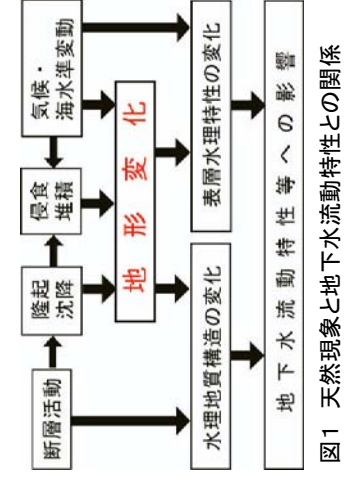 断層活動
隆起
沈降
侵食
堆積
気候・
海水準変動
地形変化
水理地質構造の変化
表層水理特性の変化
地下水流動特性等への影響
図1 天然現象と地下水流動特性との関係